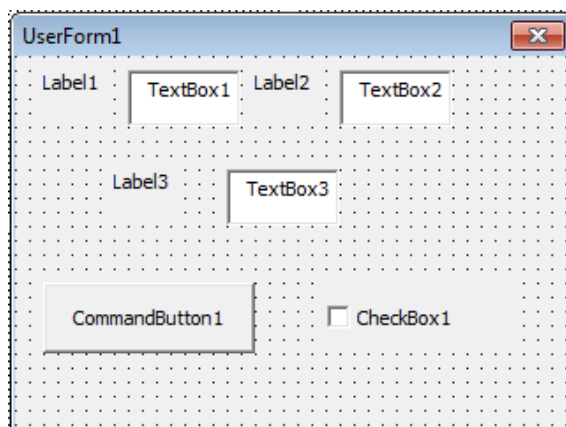 UserForm1
Label1 TextBox1 Label2 TextBox2
Label3 TextBox3
CommandButton1 CheckBox1